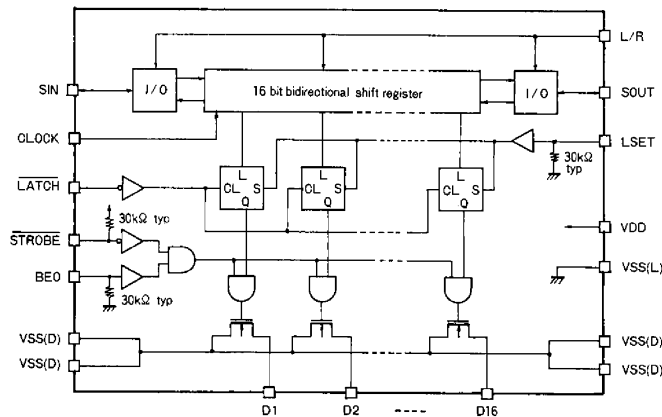 L/R
I/O
16 bit bidirectional shift register
I/O
SIN
SOUT
CLOCK
LSET
30kΩ typ
L
CL S
Q
L
CL S
Q
L
CL S
Q
LATCH
30kΩ typ
STROBE
VDD
BEO
30kΩ typ
VSS(L)
VSS(D)
VSS(D)
VSS(D)
VSS(D)
D1
D2
D16